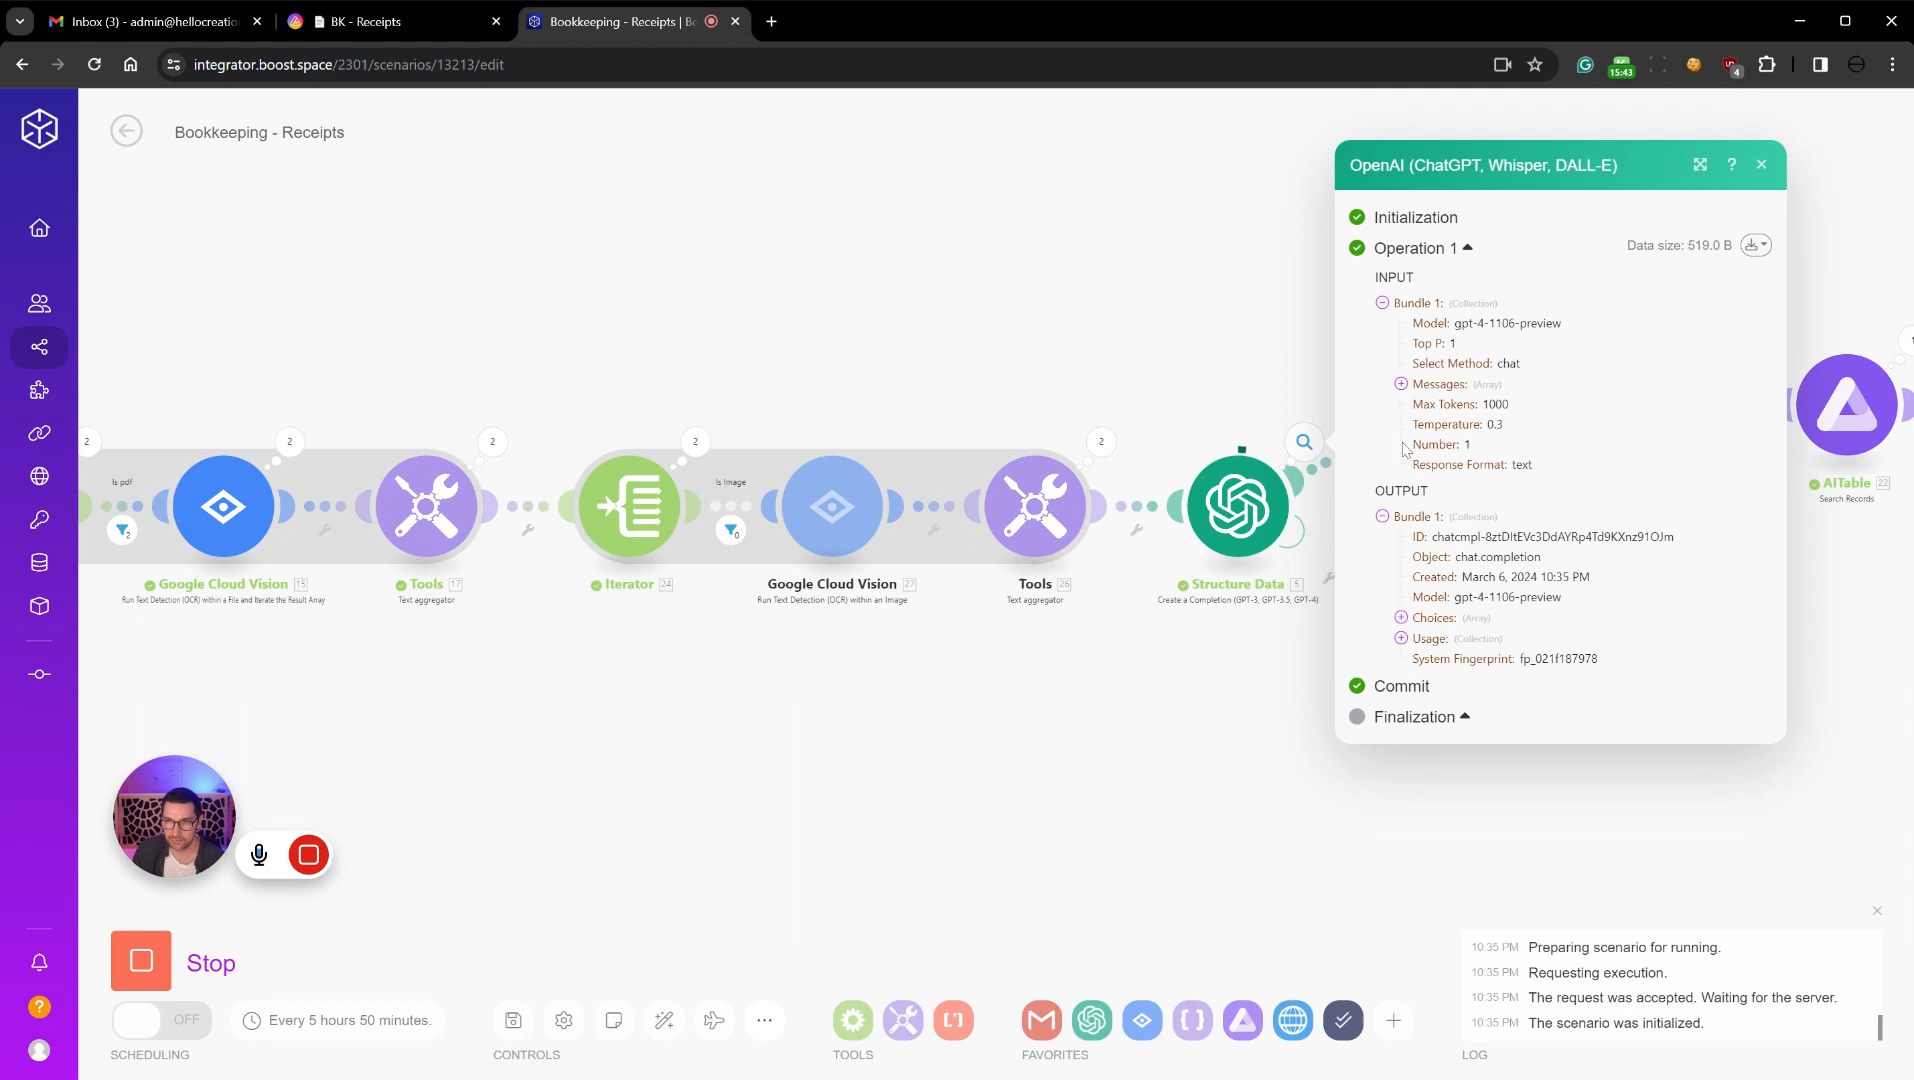 Inbox (3) - admin@hellocreatio
BK - Receipts
Bookkeeping - Receipts | Bo
integrator.boost.space/2301/scenarios/13213/edit
15:43
4
Bookkeeping - Receipts
OpenAI (ChatGPT, Whisper, DALL-E)
Initialization
Operation 1
Data size: 519.0 B
INPUT
Bundle 1: (Collection)
Model: gpt-4-1106-preview
Top P: 1
Select Method: chat
Messages: (Array)
Max Tokens: 1000
Temperature: 0.3
Number: 1
Response Format: text
OUTPUT
Bundle 1: (Collection)
ID: chatcmpl-8ztDItEVc3DdAYRp4Td9KXnz91OJm
Object: chat.completion
Created: March 6, 2024 10:35 PM
Model: gpt-4-1106-preview
Choices: (Array)
Usage: (Collection)
System Fingerprint: fp_021f187978
Commit
Finalization
1
2
2
2
2
2
Is pdf
2
Is Image
0
Google Cloud Vision 15
Run Text Detection (OCR) within a File and Iterate the Result Array
Tools 17
Text aggregator
Iterator 24
Google Cloud Vision 27
Run Text Detection (OCR) within an Image
Tools 26
Text aggregator
Structure Data 5
Create a Completion (GPT-3, GPT-3.5, GPT-4)
AITable 22
Search Records
Stop
OFF
Every 5 hours 50 minutes.
SCHEDULING
CONTROLS
TOOLS
FAVORITES
10:35 PM Preparing scenario for running.
10:35 PM Requesting execution.
10:35 PM The request was accepted. Waiting for the server.
10:35 PM The scenario was initialized.
LOG